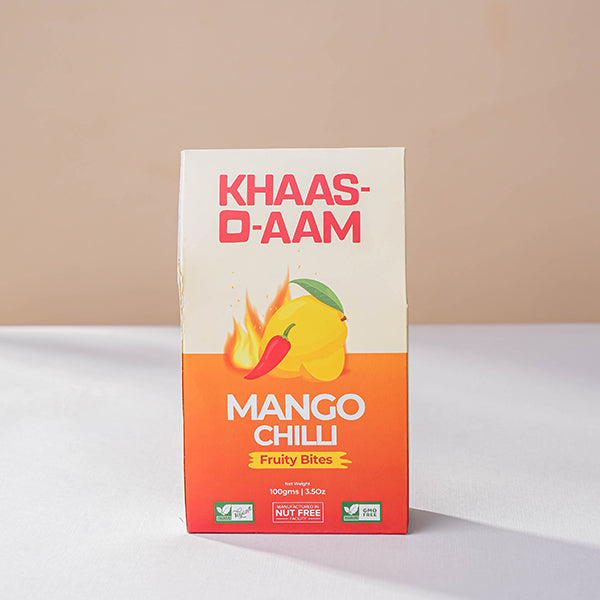 KHAAS-
O-AAM
MANGO
CHILLI
Fruity Bites
Net Weight
100gms | 3.5Oz
MANUFACTURED IN
NUT FREE
FACILITY
GMO
FREE